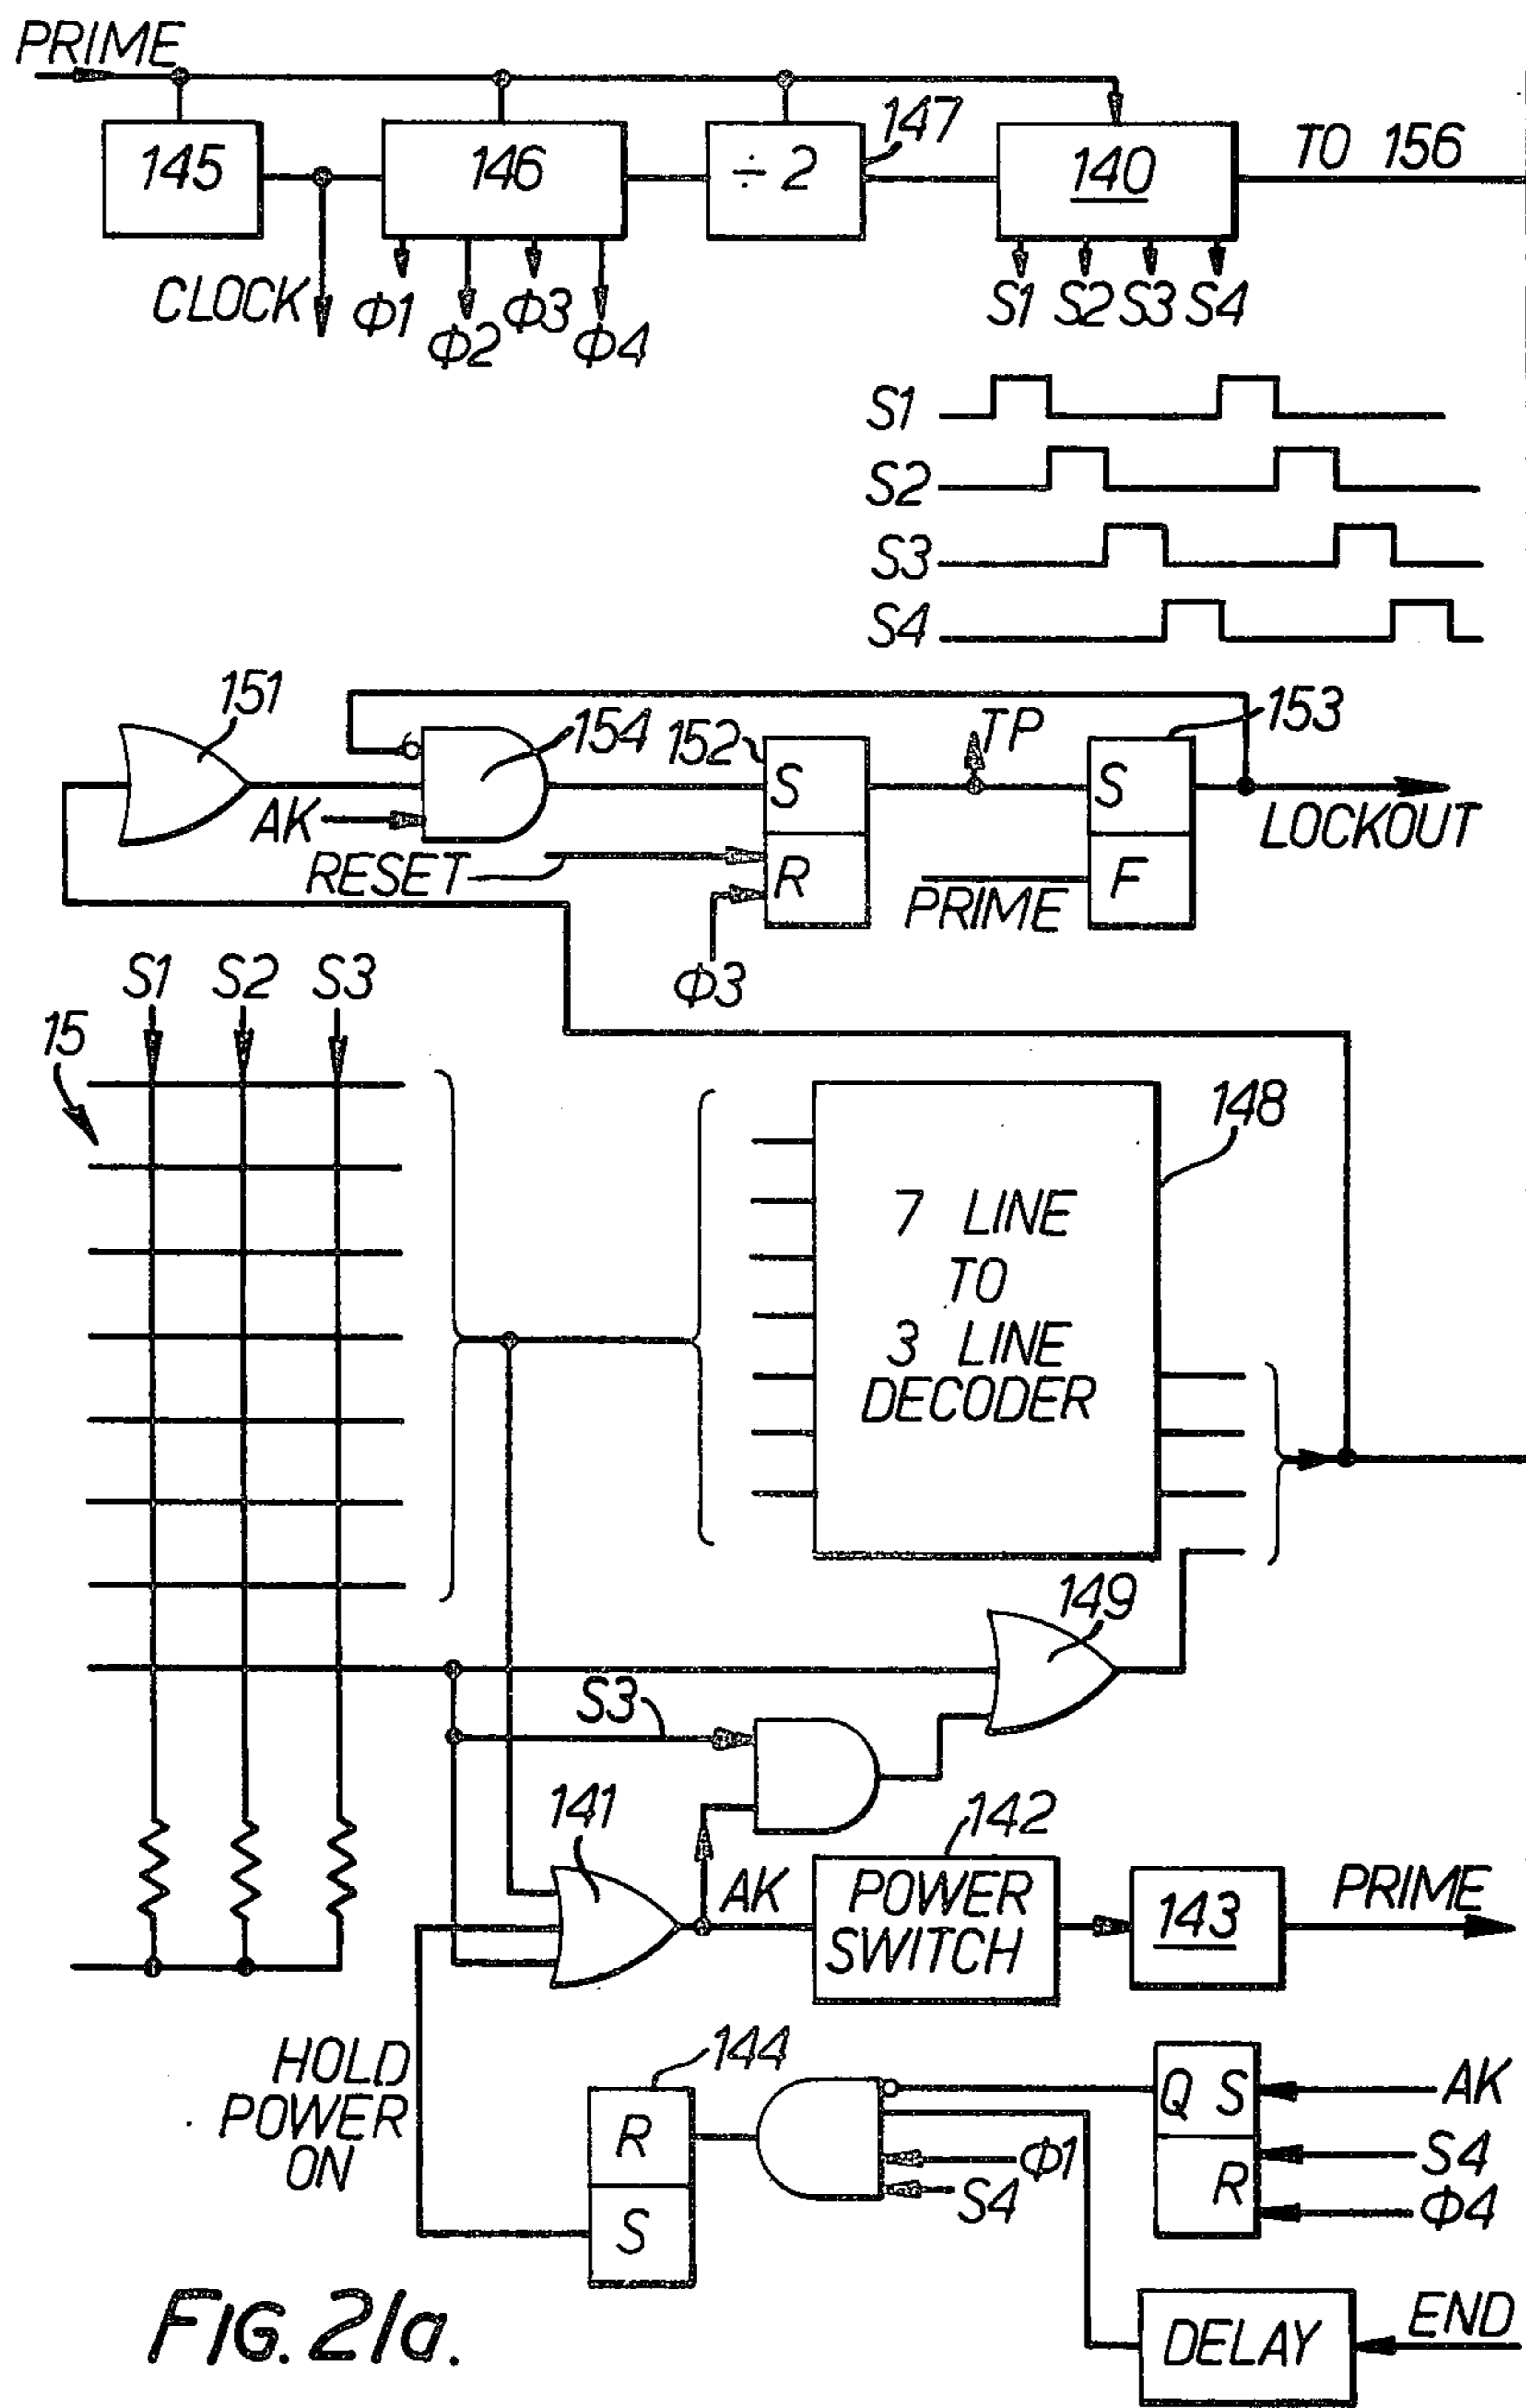 PRIME
145
146
÷ 2
147
140
TO 156
CLOCK
Φ1
Φ2
Φ3
Φ4
S1 S2 S3 S4
S1
S2
S3
S4
151
154
152
S
R
TP
153
S
F
AK
RESET
Φ3
PRIME
LOCKOUT
S1 S2 S3
15
148
7 LINE
TO
3 LINE
DECODER
149
S3
141
AK
142
POWER
SWITCH
143
PRIME
HOLD
POWER
ON
144
R
S
Φ1
S4
Q S
R
AK
S4
Φ4
DELAY
END
FIG. 21a.